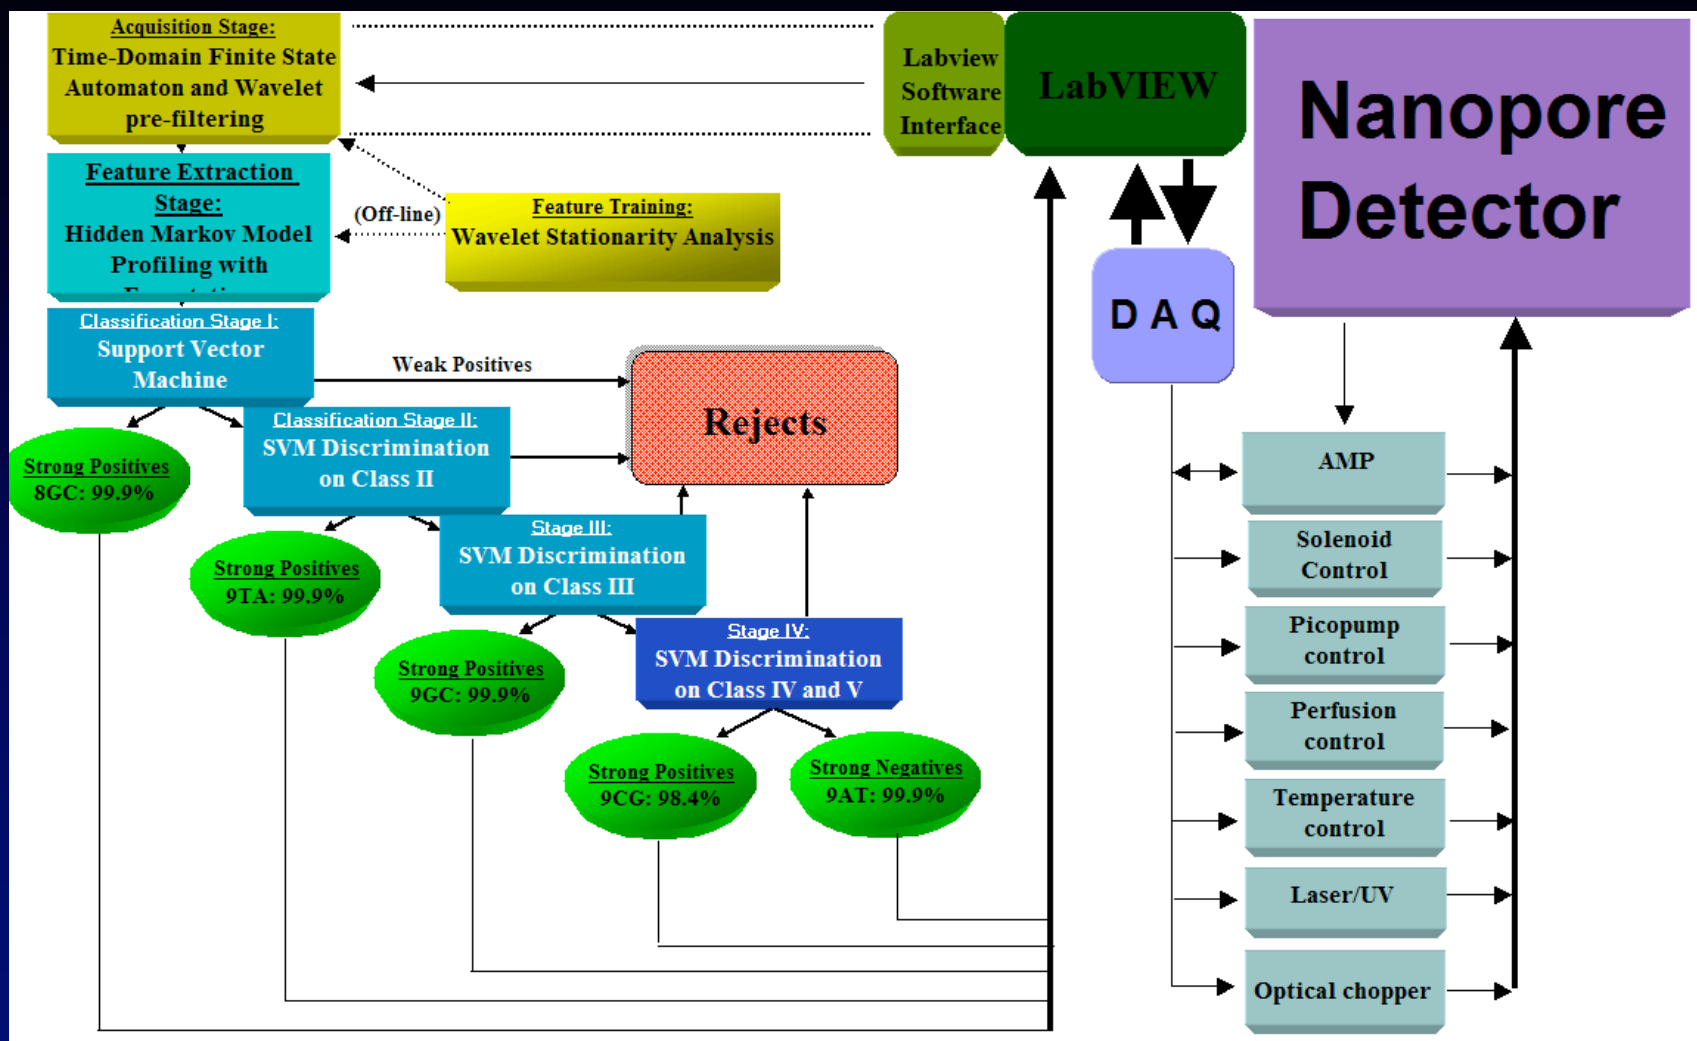 Acquisition Stage:
Time-Domain Finite State
Automaton and Wavelet
pre-filtering
Feature Extraction
Stage:
Hidden Markov Model
Profiling with
(Off-line)
Feature Training:
Wavelet Stationarity Analysis
Classification Stage I:
Support Vector
Machine
Weak Positives
Rejects
Classification Stage II:
SVM Discrimination
on Class II
Strong Positives
8GC: 99.9%
Stage III:
SVM Discrimination
on Class III
Strong Positives
9TA: 99.9%
Stage IV:
SVM Discrimination
on Class IV and V
Strong Positives
9GC: 99.9%
Strong Positives
9CG: 98.4%
Strong Negatives
9AT: 99.9%
Labview
Software
Interface
LabVIEW
Nanopore
Detector
D A Q
AMP
Solenoid
Control
Picopump
control
Perfusion
control
Temperature
control
Laser/UV
Optical chopper